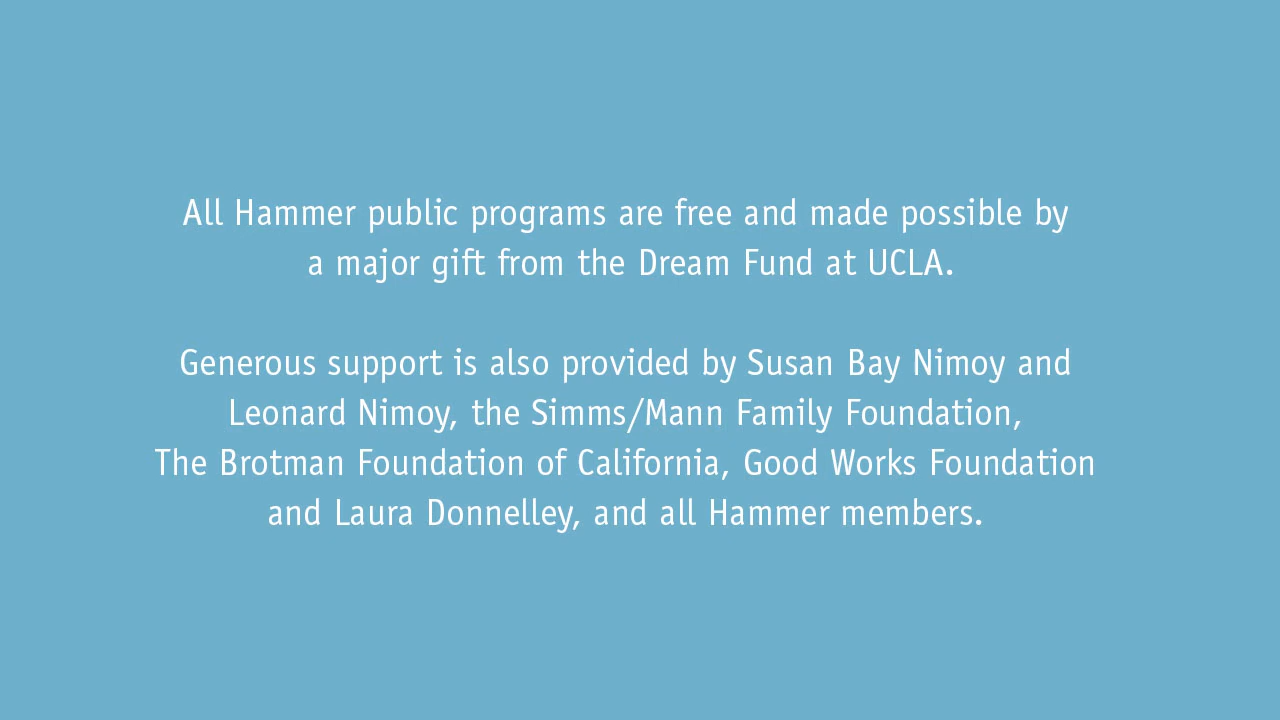 All Hammer public programs are free and made possible by
a major gift from the Dream Fund at UCLA.
Generous support is also provided by Susan Bay Nimoy and
Leonard Nimoy, the Simms/Mann Family Foundation,
The Brotman Foundation of California, Good Works Foundation
and Laura Donnelley, and all Hammer members.